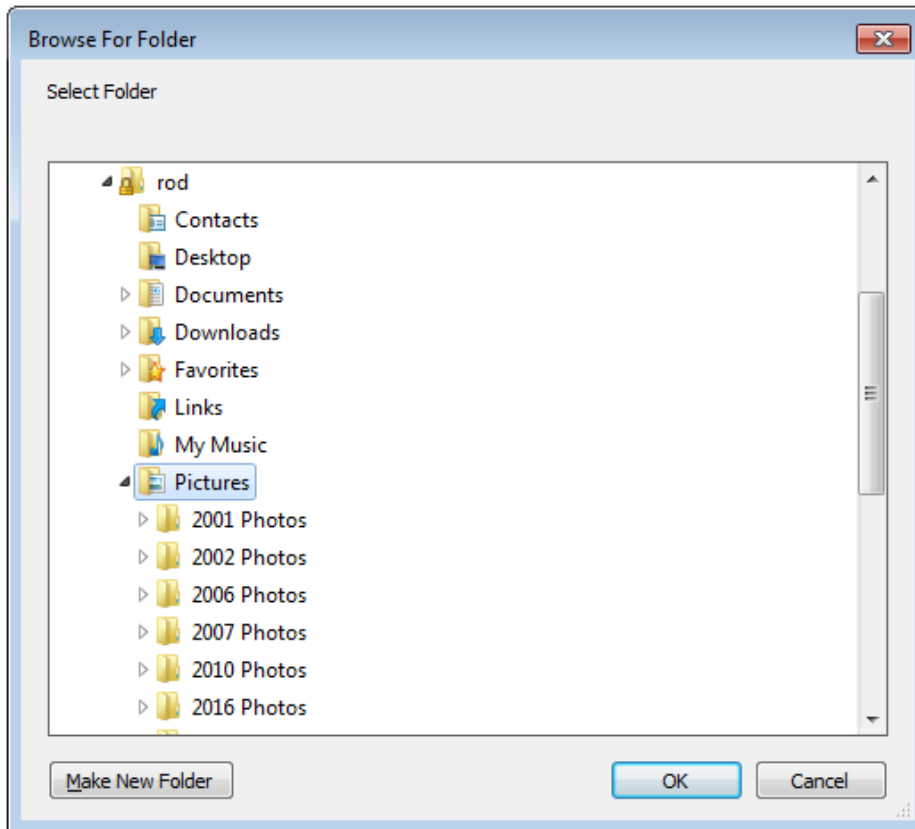 Browse For Folder
Select Folder
rod
Contacts
Desktop
Documents
Downloads
Favorites
Links
My Music
Pictures
2001 Photos
2002 Photos
2006 Photos
2007 Photos
2010 Photos
2016 Photos
Make New Folder OK Cancel